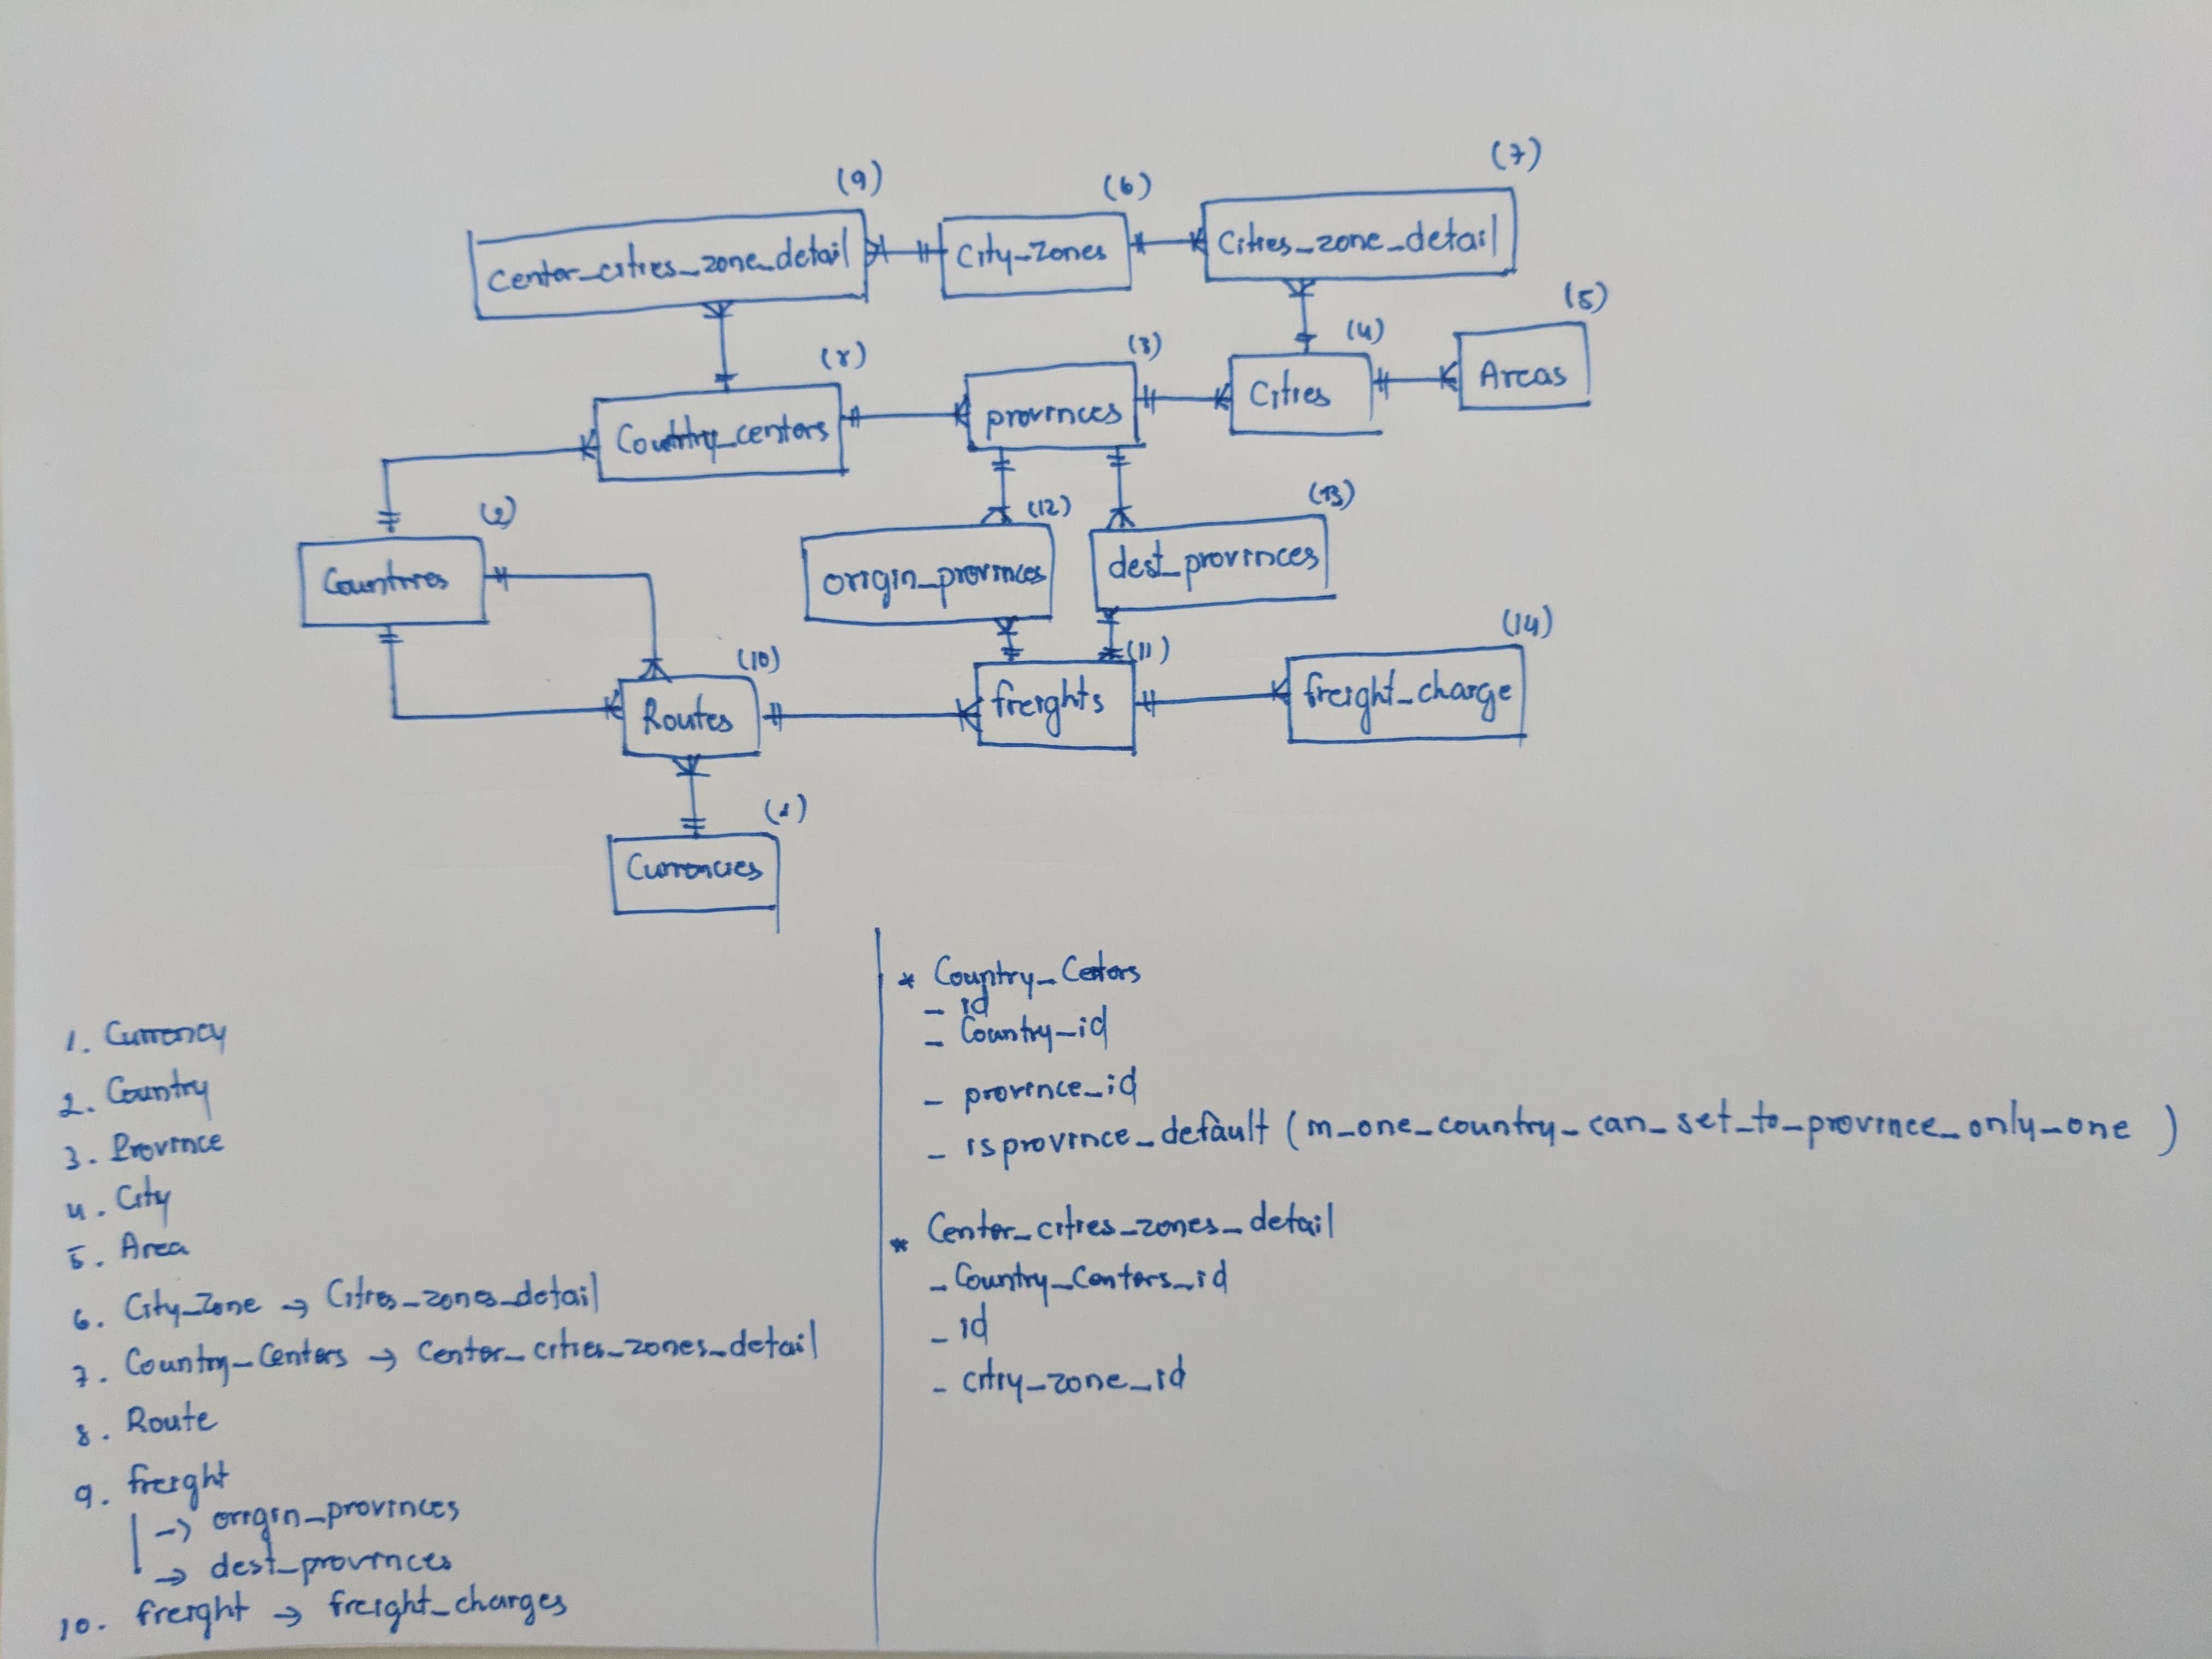 (7)
(9)
(6)
Center_cities_zone_detail
City_Zones
Cities_zone_detail
(5)
(8)
(3)
(4)
Country_centers
provinces
Cities
Areas
(2)
(12)
(13)
Countries
origin_provinces
dest_provinces
(10)
(11)
(14)
Routes
freights
freight_charge
(1)
Currencies
1. Currency
2. Country
3. Province
4. City
5. Area
6. City_Zone → Cities_zones_detail
7. Country_Centers → Center_cities_zones_detail
8. Route
9. freight
→ origin_provinces
→ dest_provinces
10. freight → freight_charges
* Country_Centers
- id
- Country_id
- province_id
- is province_default (in_one_country_can_set_to_province_only_one )
* Center_cities_zones_detail
- Country_Centers_id
- id
- city_zone_id